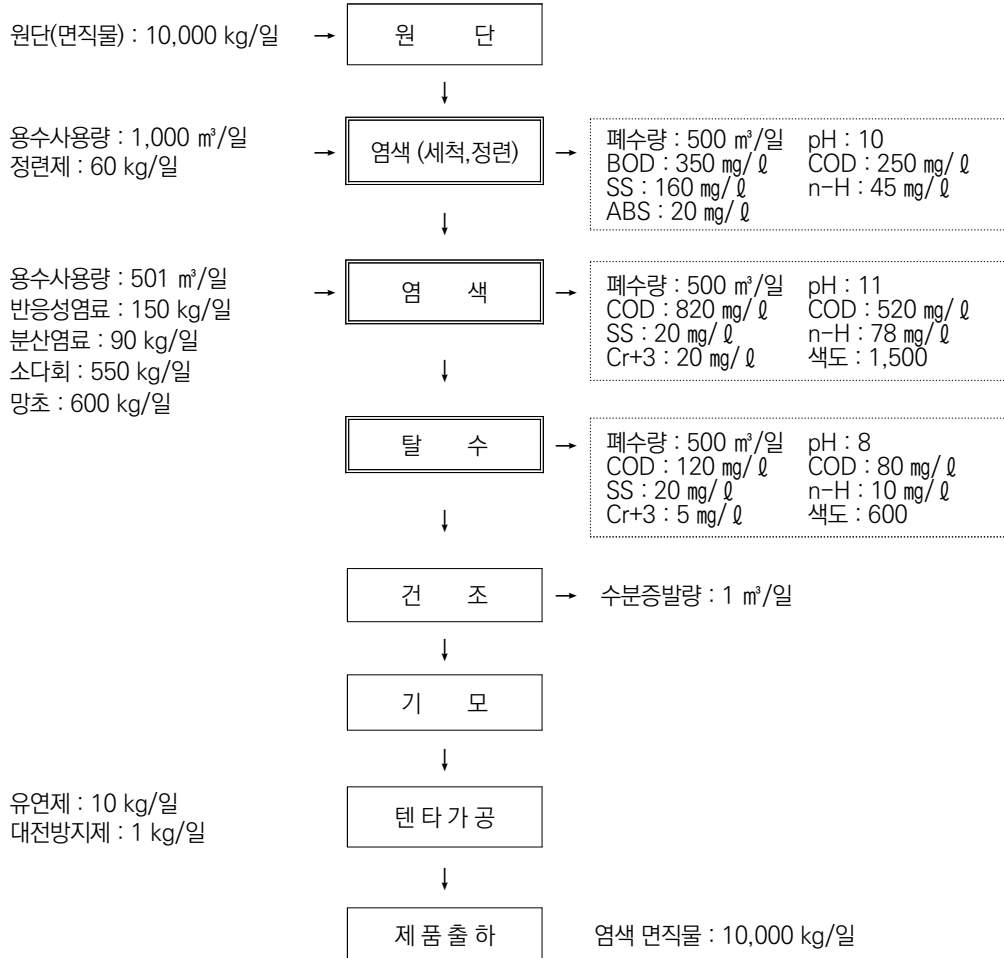 원단(면직물) : 10,000 kg/일 → 원 단
↓
용수사용량 : 1,000 ㎥/일
정련제 : 60 kg/일
→ 염색 (세척,정련) →
폐수량 : 500 ㎥/일 pH : 10
BOD : 350 ㎎/ℓ COD : 250 ㎎/ℓ
SS : 160 ㎎/ℓ n-H : 45 ㎎/ℓ
ABS : 20 ㎎/ℓ
↓
용수사용량 : 501 ㎥/일
반응성염료 : 150 kg/일
분산염료 : 90 kg/일
소다회 : 550 kg/일
망초 : 600 kg/일
→ 염 색 →
폐수량 : 500 ㎥/일 pH : 11
COD : 820 ㎎/ℓ COD : 520 ㎎/ℓ
SS : 20 ㎎/ℓ n-H : 78 ㎎/ℓ
Cr+3 : 20 ㎎/ℓ 색도 : 1,500
↓
탈 수 →
폐수량 : 500 ㎥/일 pH : 8
COD : 120 ㎎/ℓ COD : 80 ㎎/ℓ
SS : 20 ㎎/ℓ n-H : 10 ㎎/ℓ
Cr+3 : 5 ㎎/ℓ 색도 : 600
↓
건 조 → 수분증발량 : 1 ㎥/일
↓
기 모
↓
유연제 : 10 kg/일
대전방지제 : 1 kg/일
텐타가공
↓
제품출하 염색 면직물 : 10,000 kg/일